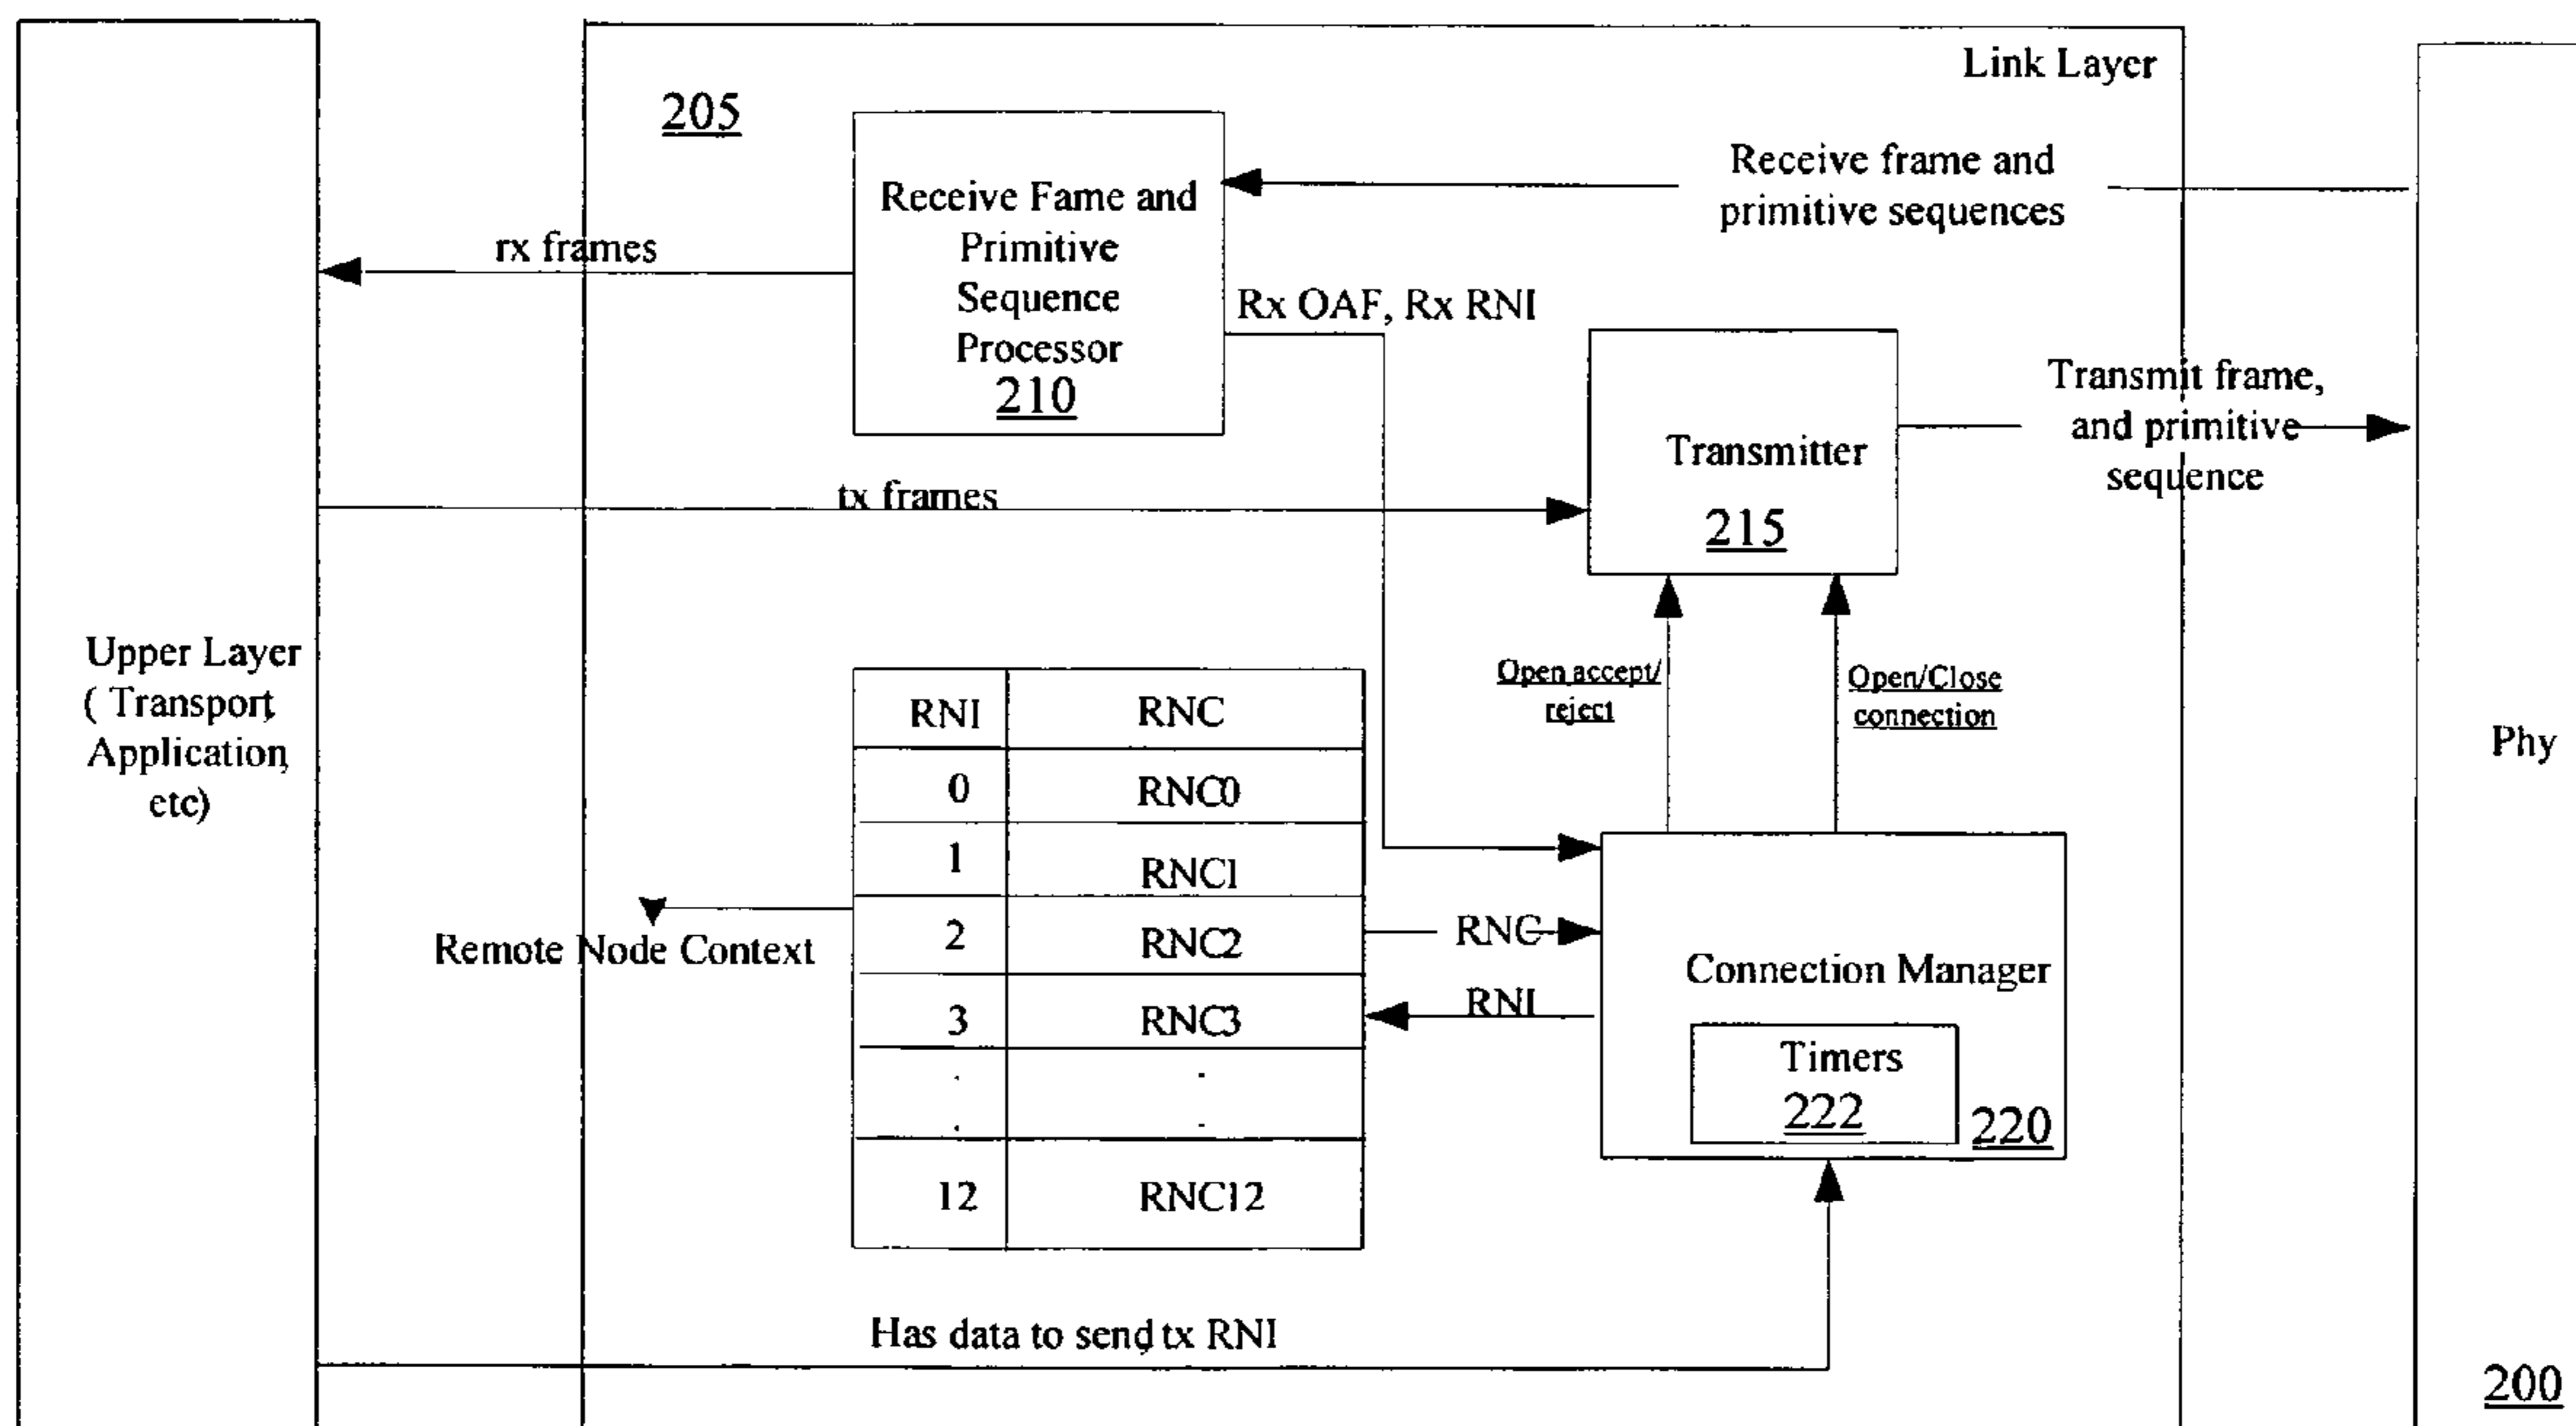 Link Layer
205
Receive frame and
primitive sequences
Receive Fame and
Primitive
Sequence
Processor
210
rx frames
Rx OAF, Rx RNI
Transmitter
215
Transmit frame,
and primitive
sequence
tx frames
Upper Layer
( Transport,
Application,
etc)
Open accept/
reject
Open/Close
connection
Phy
RNI RNC
0 RNC0
1 RNC1
2 RNC2
3 RNC3
. .
. .
12 RNC12
Remote Node Context
RNC
RNI
Connection Manager
Timers
222
220
Has data to send, tx RNI
200